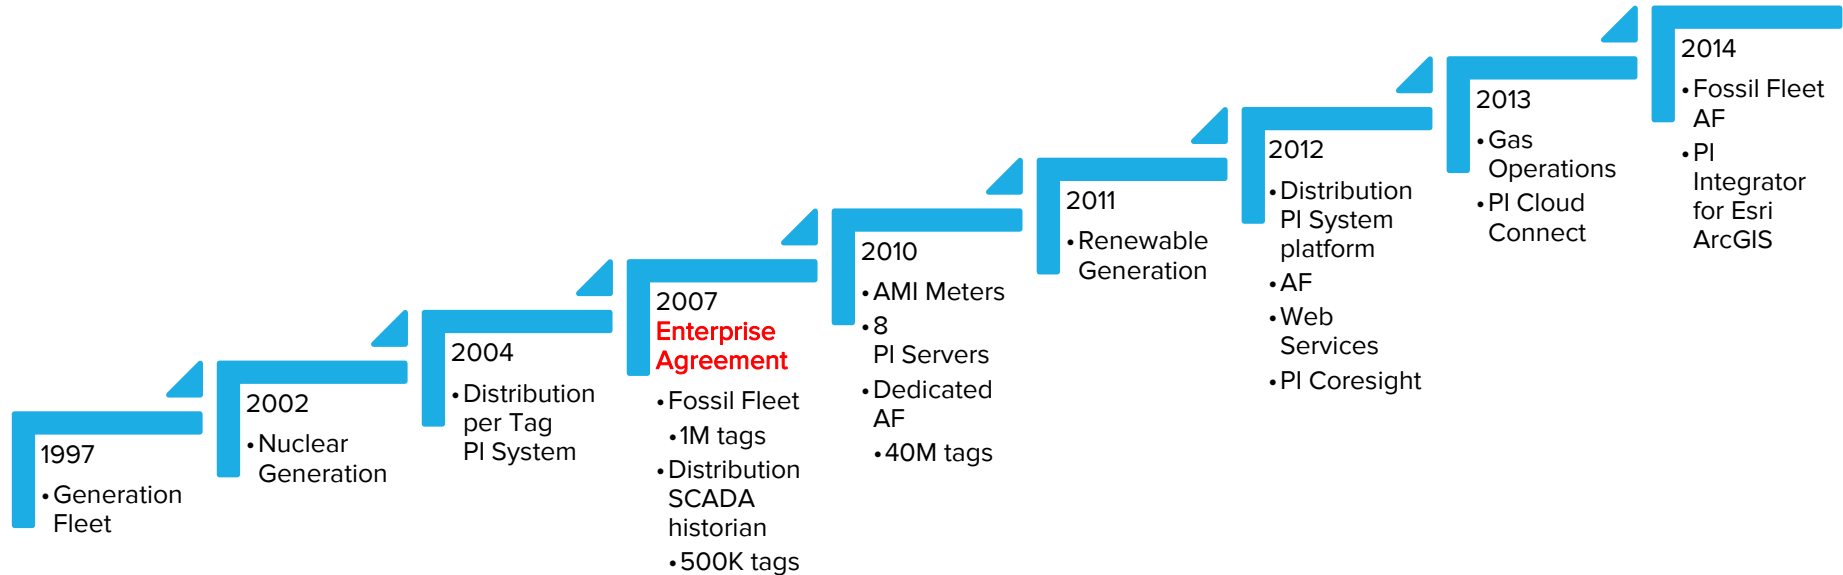 1997
•Generation
Fleet
2002
•Nuclear
Generation
2004
•Distribution
per Tag
PI System
2007
Enterprise
Agreement
•Fossil Fleet
•1M tags
•Distribution
SCADA
historian
•500K tags
2010
•AMI Meters
•8
PI Servers
•Dedicated
AF
•40M tags
2011
•Renewable
Generation
2012
•Distribution
PI System
platform
•AF
•Web
Services
•PI Coresight
2013
•Gas
Operations
•PI Cloud
Connect
2014
•Fossil Fleet
AF
•PI
Integrator
for Esri
ArcGIS